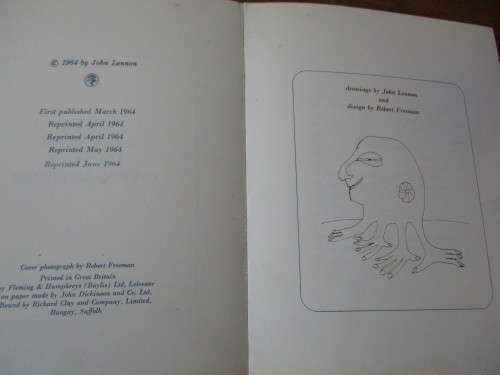 © 1964 by John Lennon
First published March 1964
Reprinted April 1964
Reprinted April 1964
Reprinted May 1964
Reprinted June 1964
Cover photograph by Robert Freeman
Printed in Great Britain
y Fleming & Humphreys (Baylis) Ltd, Leicester
on paper made by John Dickinson and Co. Ltd.
Bound by Richard Clay and Company, Limited,
Bungay, Suffolk
drawings by John Lennon
and
design by Robert Freeman